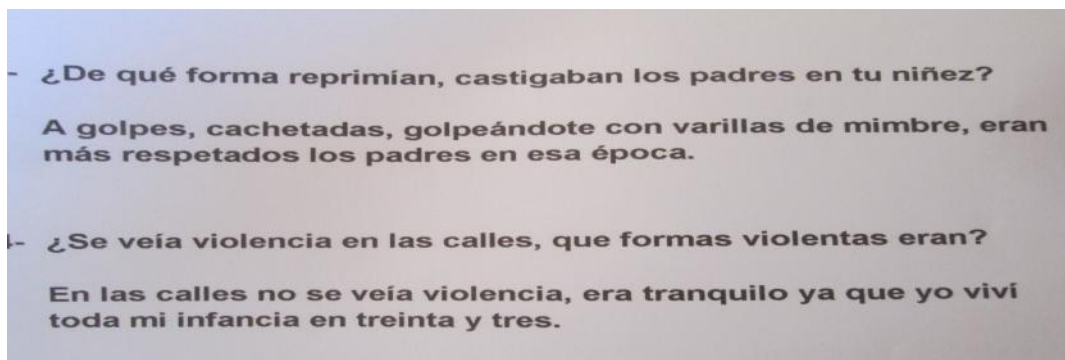 - ¿De qué forma reprimían, castigaban los padres en tu niñez?
A golpes, cachetadas, golpeándote con varillas de mimbre, eran
más respetados los padres en esa época.
- ¿Se veía violencia en las calles, que formas violentas eran?
En las calles no se veía violencia, era tranquilo ya que yo viví
toda mi infancia en treinta y tres.